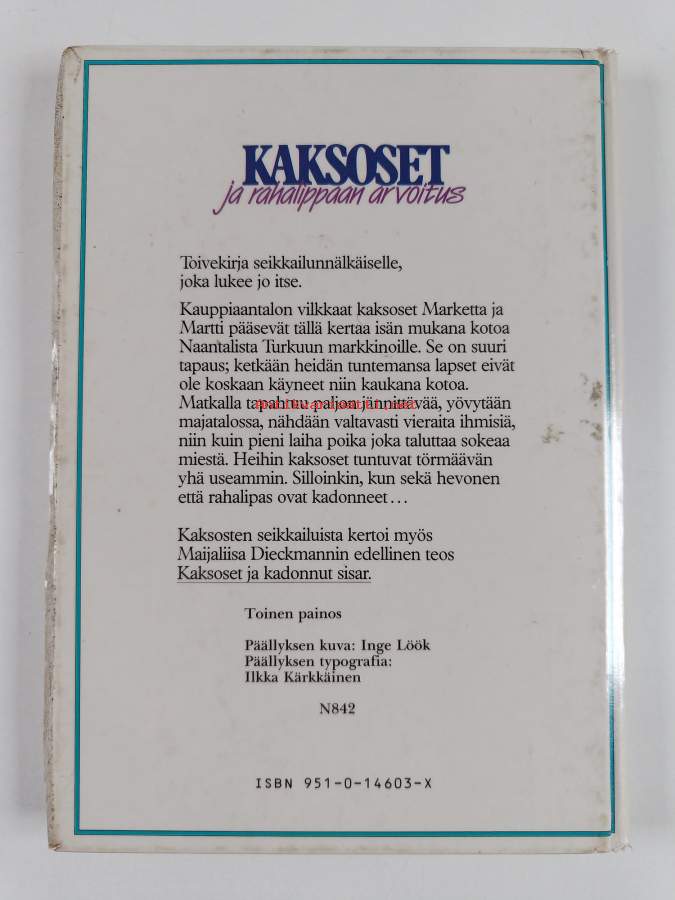 KAKSOSET
ja rahalippaan arvoitus
Toivekirja seikkailunnälkäiselle,
joka lukee jo itse.
Kauppiaantalon vilkkaat kaksoset Marketta ja
Martti pääsevät tällä kertaa isän mukana kotoa
Naantalista Turkuun markkinoille. Se on suuri
tapaus; ketkään heidän tuntemansa lapset eivät
ole koskaan käyneet niin kaukana kotoa.
Matkalla tapahtuu paljon jännittävää, yövytään
Antikvariaatti.net
majatalossa, nähdään valtavasti vieraita ihmisiä,
niin kuin pieni laiha poika joka taluttaa sokeaa
miestä. Heihin kaksoset tuntuvat törmäävän
yhä useammin. Silloinkin, kun sekä hevonen
että rahalipas ovat kadonneet...
Kaksosten seikkailuista kertoi myös
Maijaliisa Dieckmannin edellinen teos
Kaksoset ja kadonnut sisar.
Toinen painos
Päällyksen kuva: Inge Löök
Päällyksen typografia:
Ilkka Kärkkäinen
N842
ISBN 951-0-14603-X